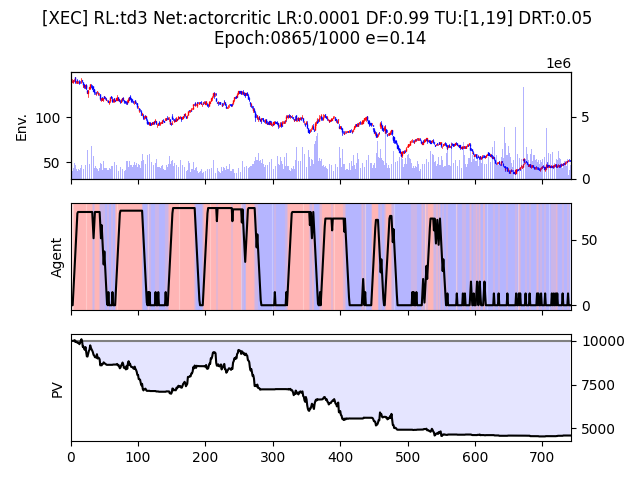 [XEC] RL:td3 Net:actorcritic LR:0.0001 DF:0.99 TU:[1,19] DRT:0.05
Epoch:0865/1000 e=0.14
1e6
Env.
100
50
5
0
Agent
50
0
PV
10000
7500
5000
0 100 200 300 400 500 600 700